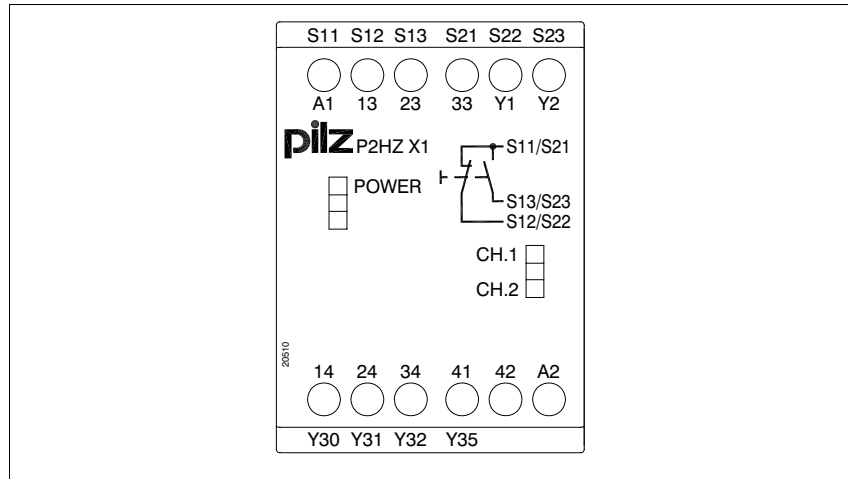 S11 S12 S13 S21 S22 S23
A1 13 23 33 Y1 Y2
pilz P2HZ X1
S11/S21
POWER
S13/S23
S12/S22
CH.1
CH.2
20510
14 24 34 41 42 A2
Y30 Y31 Y32 Y35